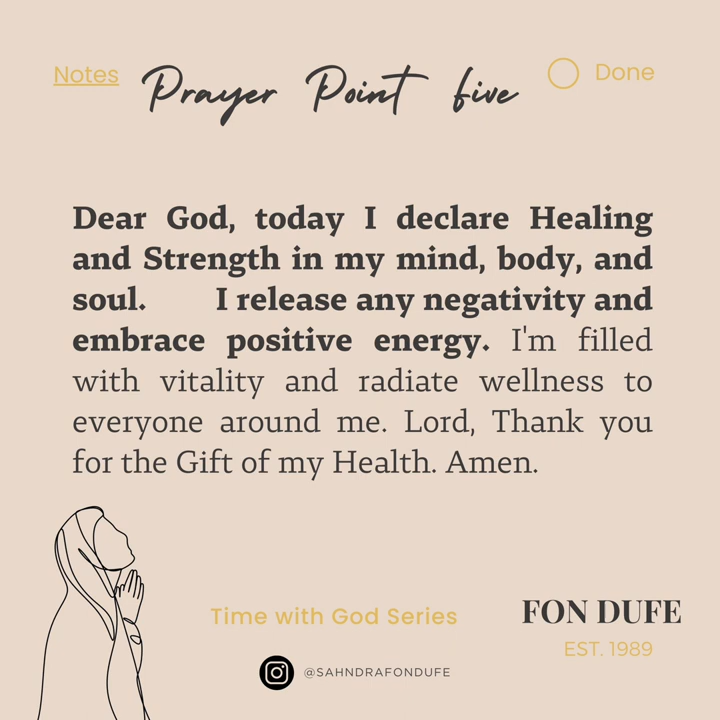 Notes
Prayer Point five
Done
Dear God, today I declare Healing
and Strength in my mind, body, and
soul. I release any negativity and
embrace positive energy. I'm filled
with vitality and radiate wellness to
everyone around me. Lord, Thank you
for the Gift of my Health. Amen.
Time with God Series
FON DUFE
EST. 1989
@SAHNDRAFONDUFE